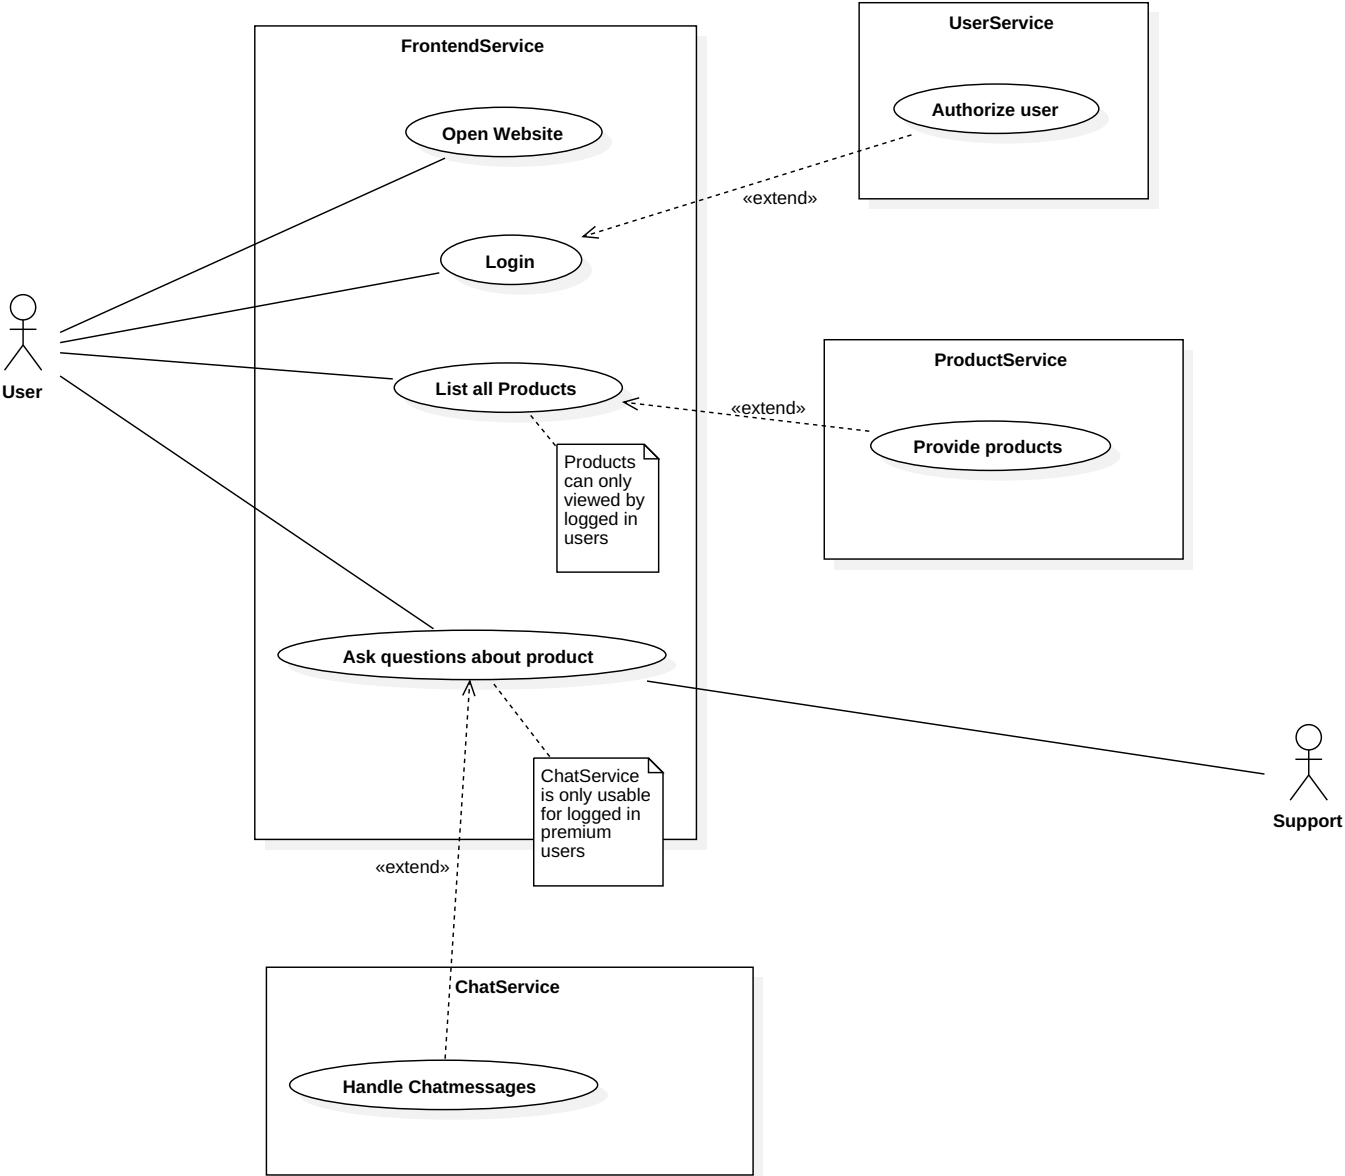 UserService
FrontendService
Authorize user
Open Website
«extend»
Login
ProductService
List all Products
User
«extend»
Provide products
Products
can only
viewed by
logged in
users
Ask questions about product
ChatService
is only usable
for logged in
premium
users
Support
«extend»
ChatService
Handle Chatmessages